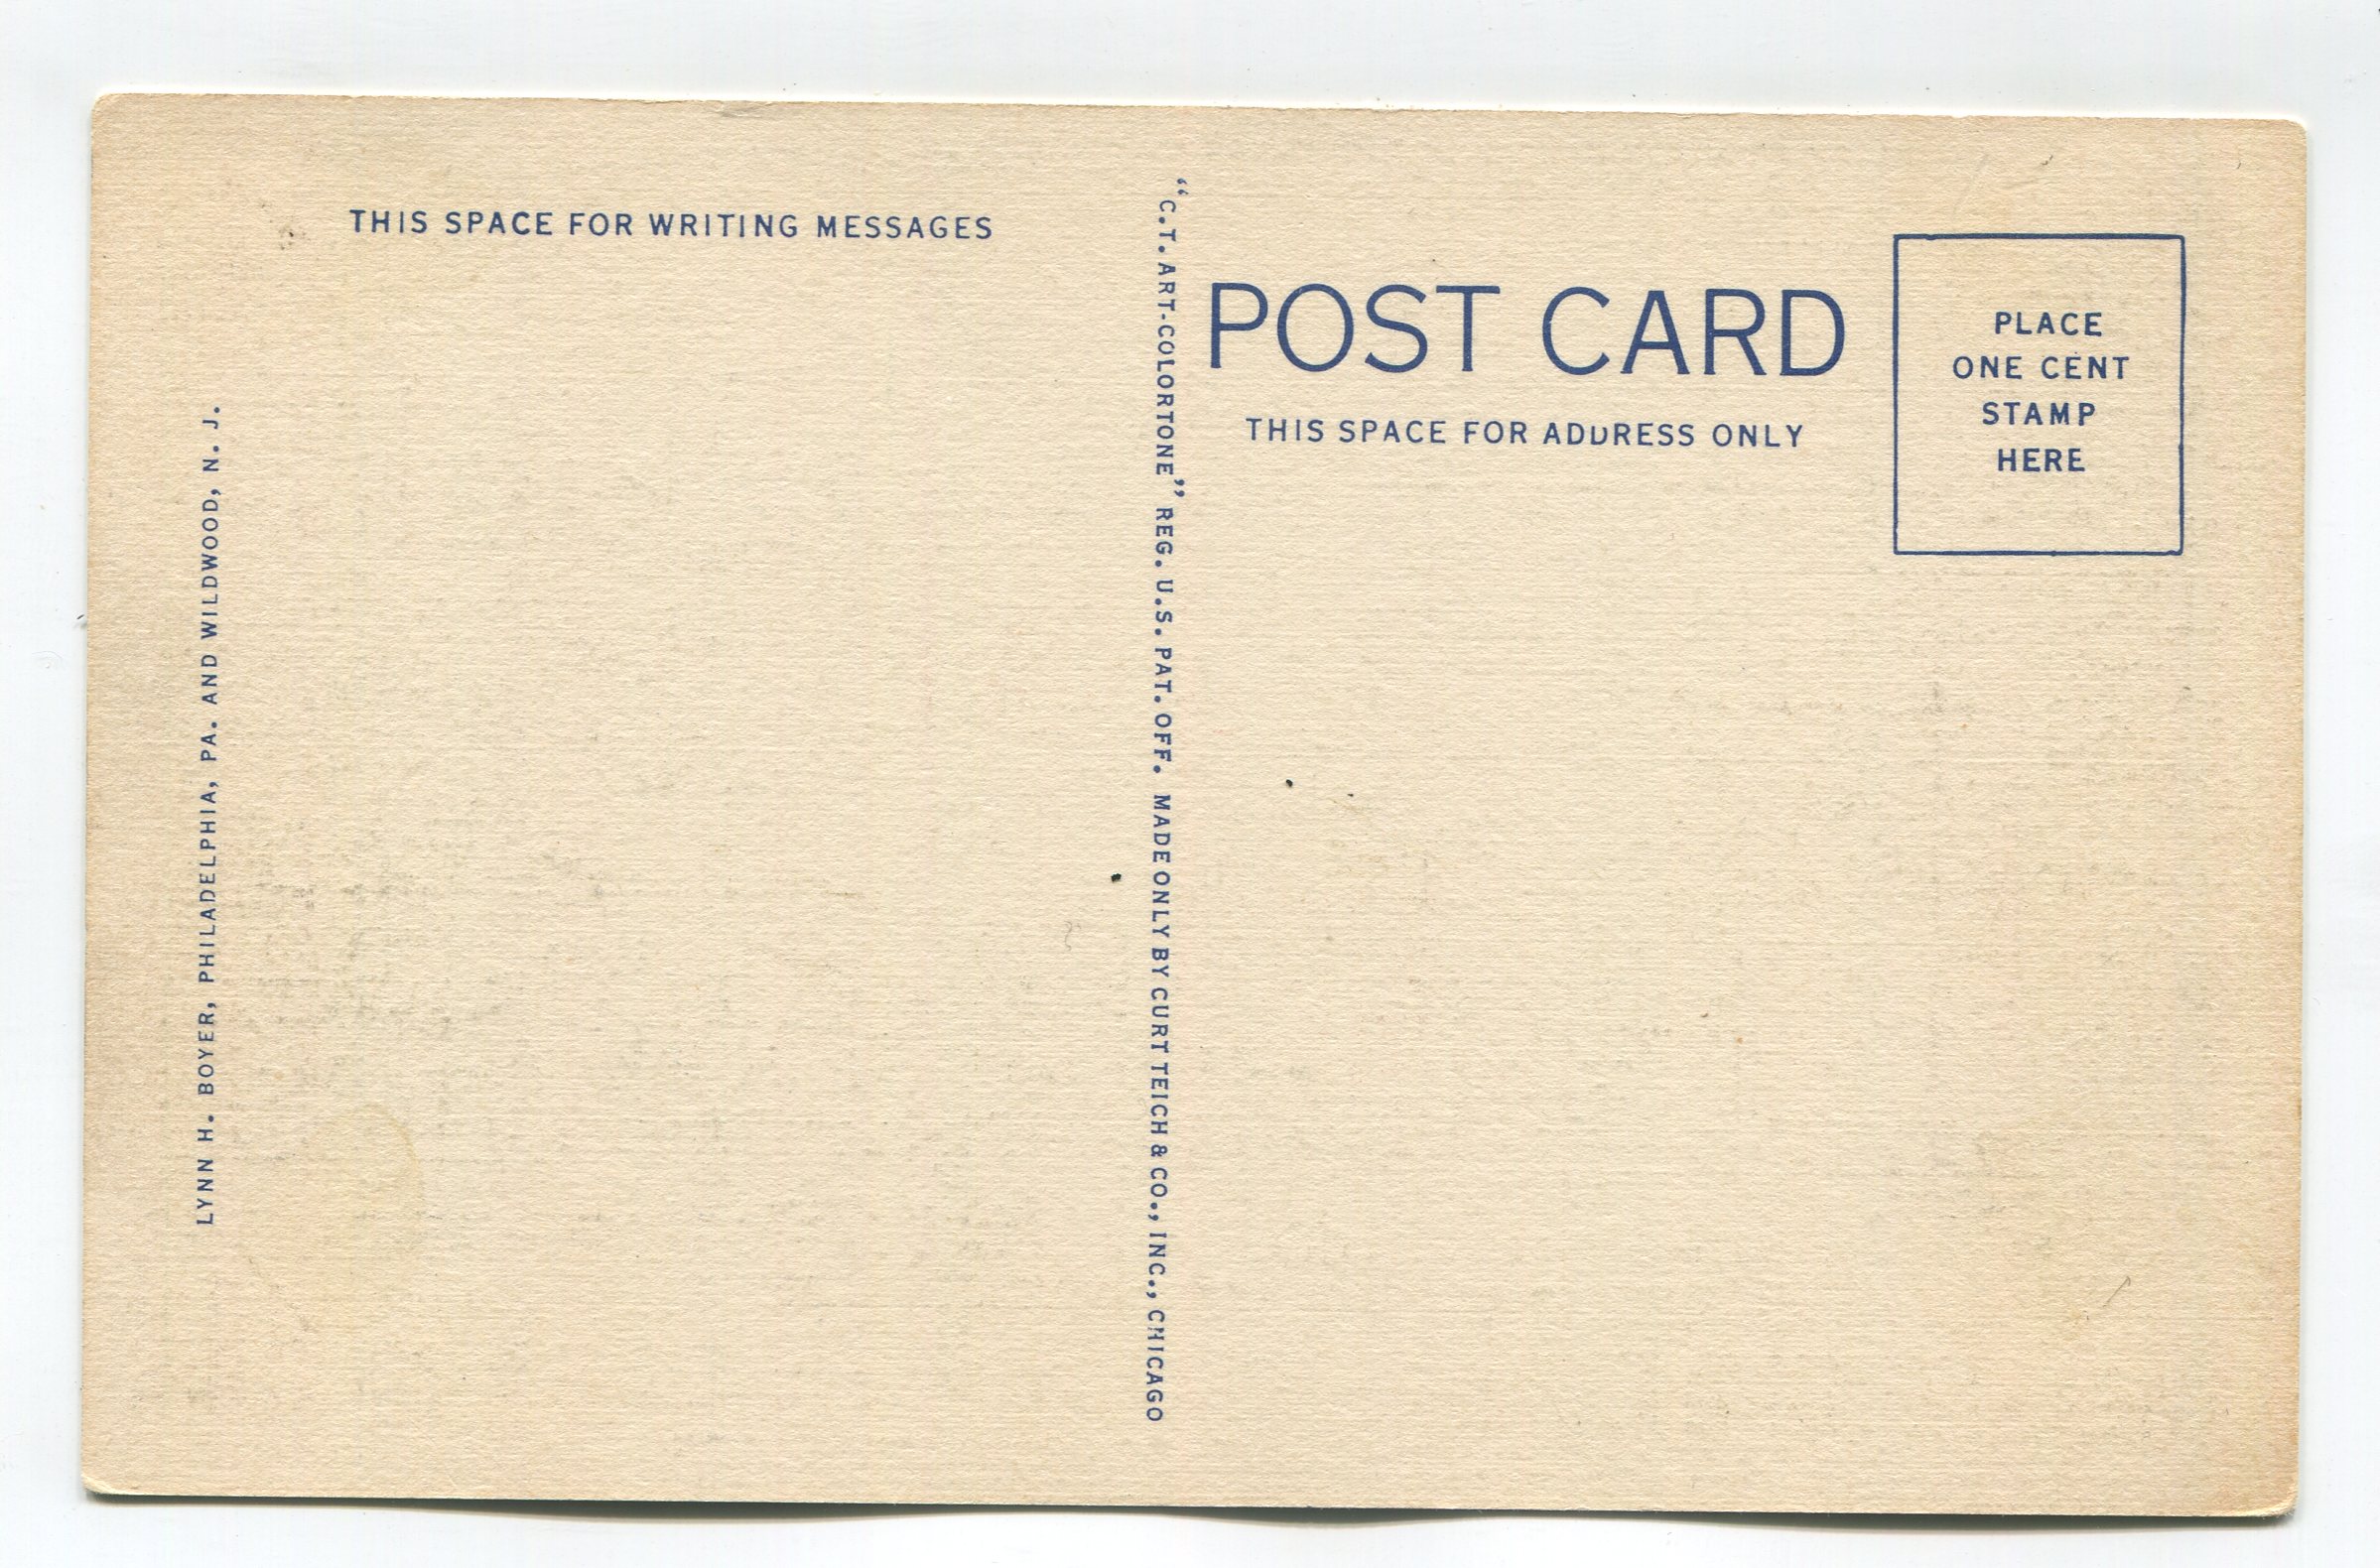 THIS SPACE FOR WRITING MESSAGES
LYNN H. BOYER, PHILADELPHIA, PA. AND WILDWOOD, N. J.
“C.T. ART-COLORTONE” REG. U.S. PAT. OFF. MADE ONLY BY CURT TEICH & CO., INC., CHICAGO
POST CARD
THIS SPACE FOR ADDRESS ONLY
PLACE
ONE CENT
STAMP
HERE